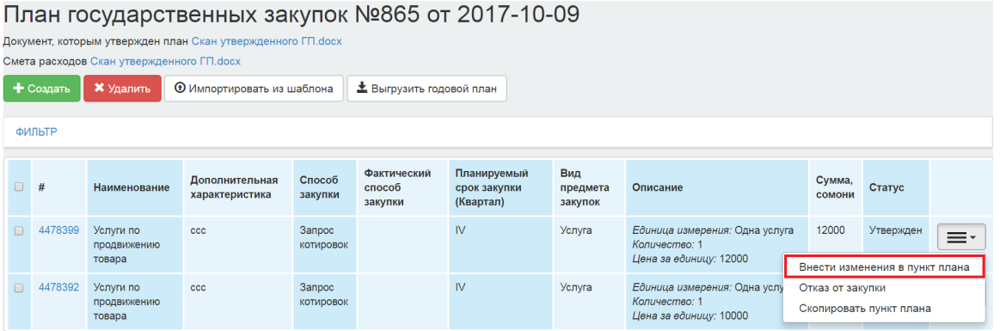 План государственных закупок №865 от 2017-10-09
Документ, которым утвержден план Скан утвержденного ГП.docx
Смета расходов Скан утвержденного ГП.docx
Создать Удалить Импортировать из шаблона Выгрузить годовой план
ФИЛЬТР
# Наименование Дополнительная характеристика Способ закупки Фактический способ закупки Планируемый срок закупки (Квартал) Вид предмета закупок Описание Сумма, сомони Статус
4478399 Услуги по продвижению товара ссс Запрос котировок IV Услуга Единица измерения: Одна услуга 12000 Утвержден
Количество: 1
Цена за единицу: 12000
Внести изменения в пункт плана
Отказ от закупки
Скопировать пункт плана
4478392 Услуги по продвижению товара ссс Запрос котировок IV Услуга Единица измерения: Одна услу
Количество: 1
Цена за единицу: 10000